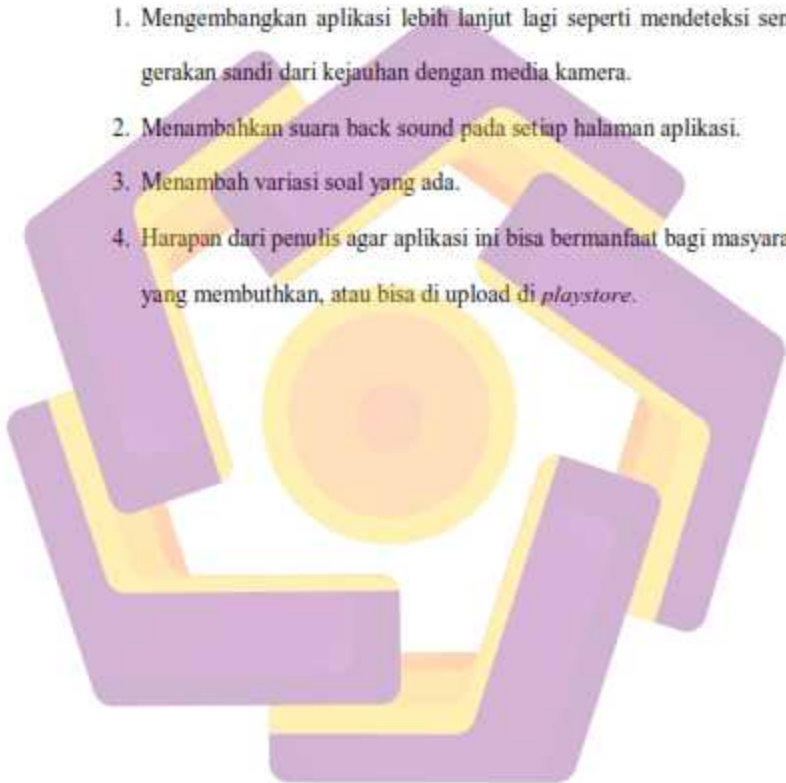 1. Mengembangkan aplikasi lebih lanjut lagi seperti mendeteksi
gerakan sandi dari kejauhan dengan media kamera.
2. Menambahkan suara back sound pada setiap halaman aplikasi.
3. Menambah variasi soal yang ada.
4. Harapan dari penulis agar aplikasi ini bisa bermanfaat bagi
yang membuthkan, atau bisa di upload di playstore.